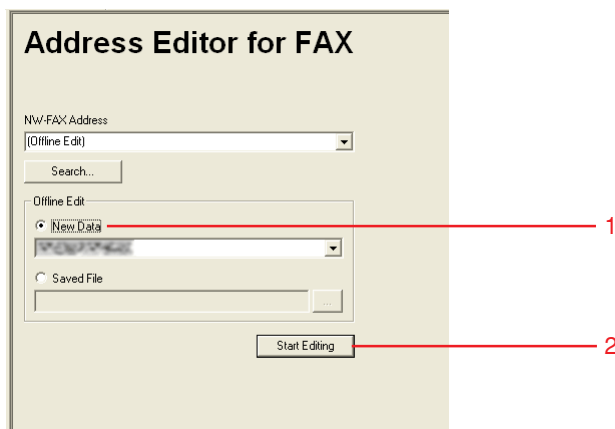 Address Editor for FAX
NW-FAX Address
(Offline Edit)
Search...
Offline Edit
New Data
1
Saved File
...
Start Editing
2